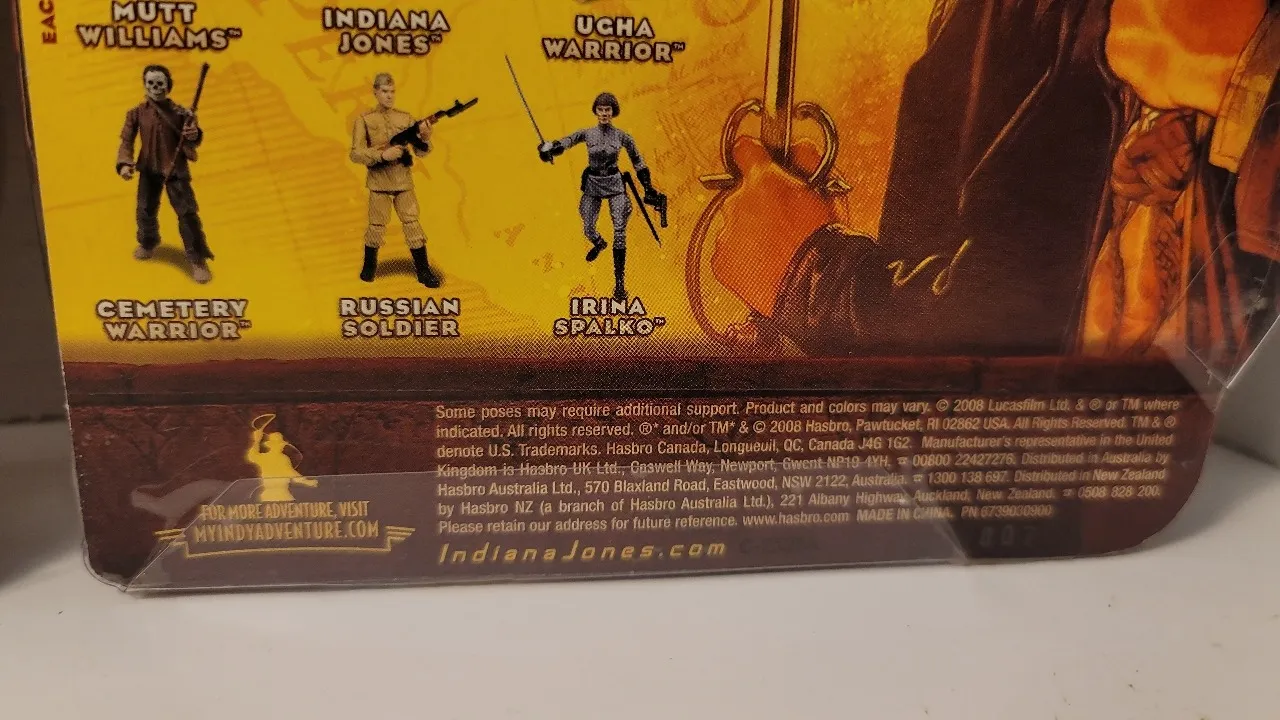 EAC
MUTT
WILLIAMS™
INDIANA
JONES™
UGHA
WARRIOR™
CEMETERY
WARRIOR™
RUSSIAN
SOLDIER
IRINA
SPALKO™
FOR MORE ADVENTURE, VISIT
MYINDYADVENTURE.COM
Some poses may require additional support. Product and colors may vary. © 2008 Lucasfilm Ltd. & ® or TM where
indicated. All rights reserved. ®* and/or TM* & © 2008 Hasbro, Pawtucket, RI 02862 USA. All Rights Reserved. TM & ®
denote U.S. Trademarks. Hasbro Canada, Longueuil, QC, Canada J4G 1G2. Manufacturer's representative in the United
Kingdom is Hasbro UK Ltd., Caswell Way, Newport, Gwent NP19 4YH. ☎ 00800 22427276. Distributed in Australia by
Hasbro Australia Ltd., 570 Blaxland Road, Eastwood, NSW 2122, Australia. ☎ 1300 138 697. Distributed in New Zealand
by Hasbro NZ (a branch of Hasbro Australia Ltd.), 221 Albany Highway, Auckland, New Zealand. ☎ 0508 828 200.
Please retain our address for future reference. www.hasbro.com MADE IN CHINA. PN 6739030900
IndianaJones.com